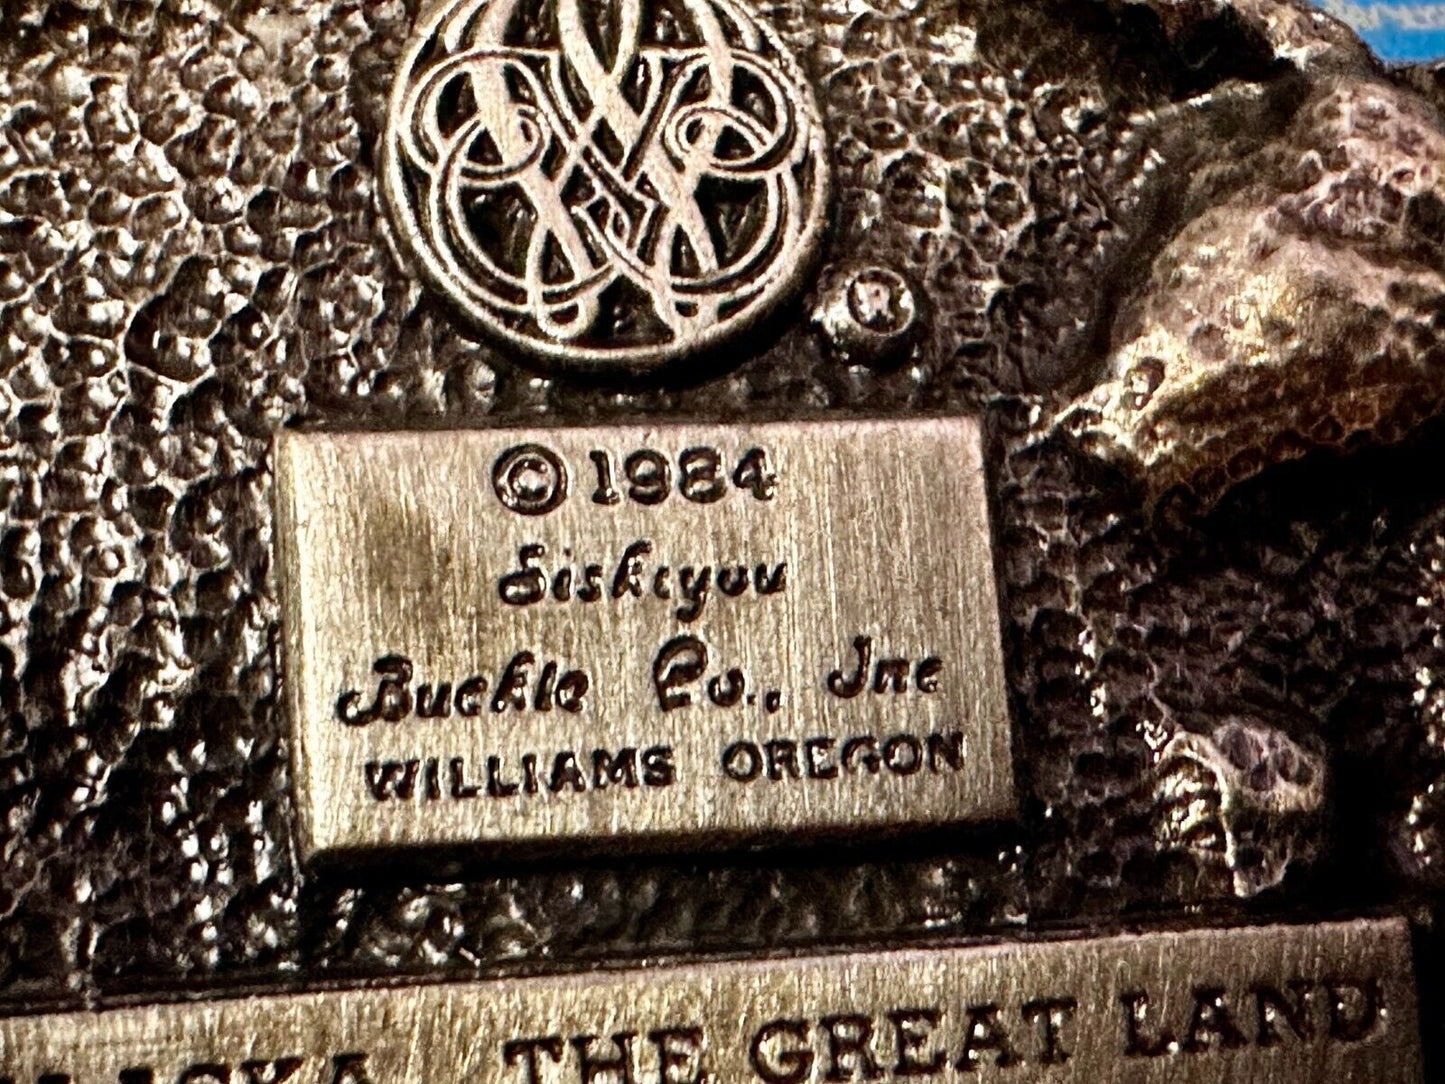 ®
© 1984
Siskiyou
Buckle Co., Inc
WILLIAMS OREGON
THE GREAT LAND